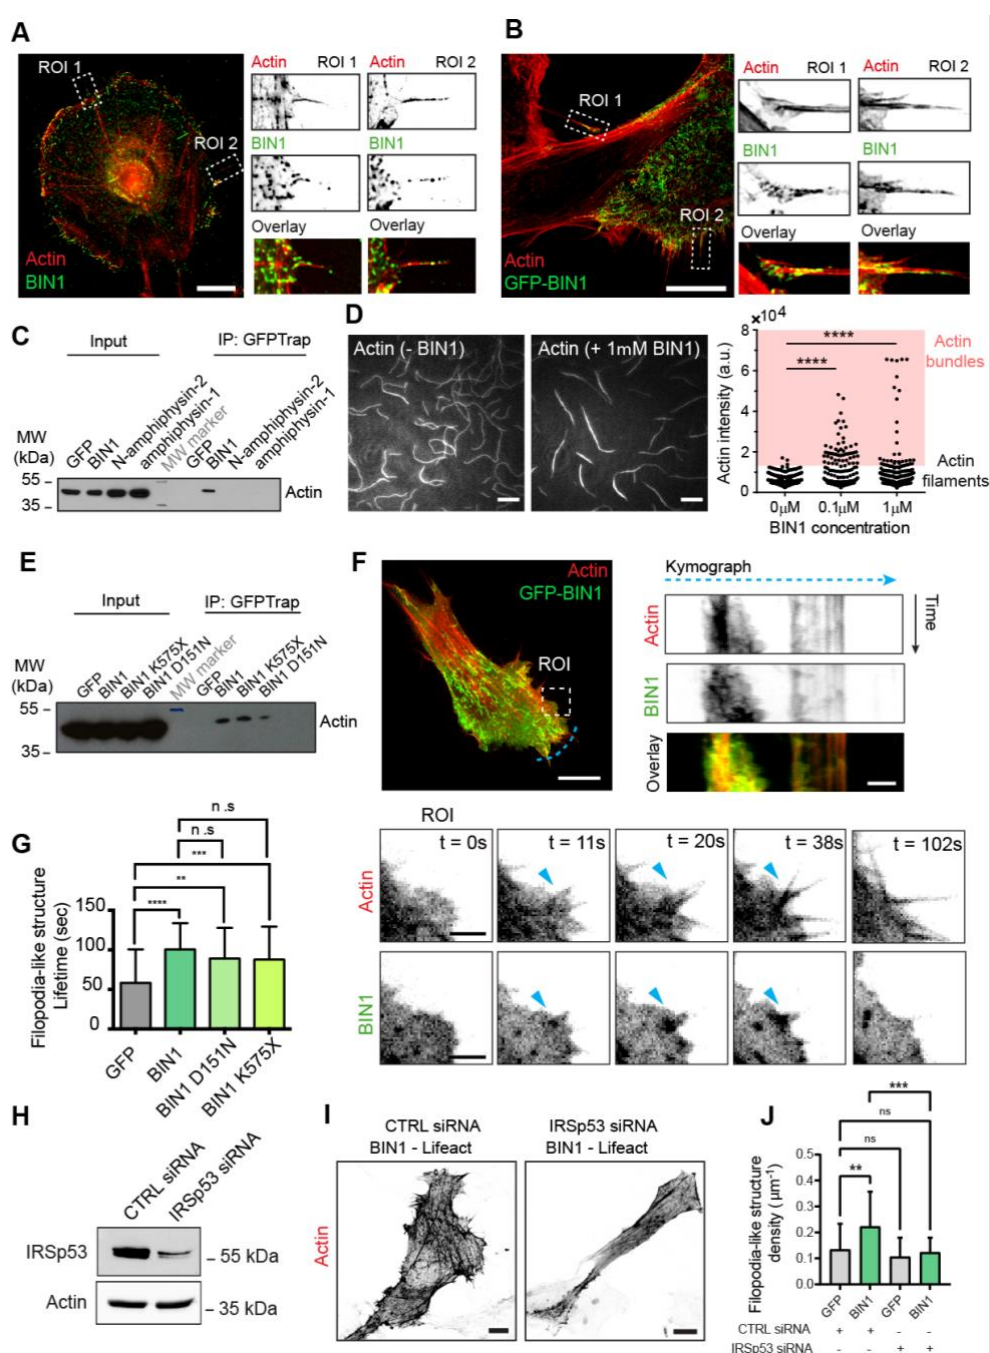 A
ROI 1
ROI 2
Actin
BIN1
Actin ROI 1
BIN1
Overlay
Actin ROI 2
BIN1
Overlay
B
ROI 1
ROI 2
Actin
GFP-BIN1
Actin ROI 1
BIN1
Overlay
Actin ROI 2
BIN1
Overlay
C
Input
IP: GFPTrap
MW
(kDa)
GFP
BIN1
N-amphiphysin-2
amphiphysin-1
MW marker
GFP
BIN1
N-amphiphysin-2
amphiphysin-1
55
35
Actin
D
Actin (- BIN1)
Actin (+ 1mM BIN1)
×10⁴
Actin intensity (a.u.)
8
6
4
2
0
****
****
Actin
bundles
Actin
filaments
0µM
0.1µM
1µM
BIN1 concentration
E
Input
IP: GFPTrap
MW
(kDa)
GFP
BIN1
BIN1 K575X
BIN1 D151N
MW marker
GFP
BIN1
BIN1 K575X
BIN1 D151N
55
35
Actin
F
Actin
GFP-BIN1
ROI
Kymograph
Actin
BIN1
Overlay
Time
ROI
Actin
t = 0s
t = 11s
t = 20s
t = 38s
t = 102s
BIN1
G
Filopodia-like structure
Lifetime (sec)
150
100
50
0
n .s
n .s
***
**
****
GFP
BIN1
BIN1 D151N
BIN1 K575X
H
CTRL siRNA
IRSp53 siRNA
IRSp53
– 55 kDa
Actin
– 35 kDa
I
CTRL siRNA
BIN1 - Lifeact
IRSp53 siRNA
BIN1 - Lifeact
Actin
J
Filopodia-like structure
density (µm⁻¹)
0.5
0.4
0.3
0.2
0.1
0.0
***
ns
ns
**
GFP
BIN1
GFP
BIN1
CTRL siRNA + + - -
IRSp53 siRNA - - + +